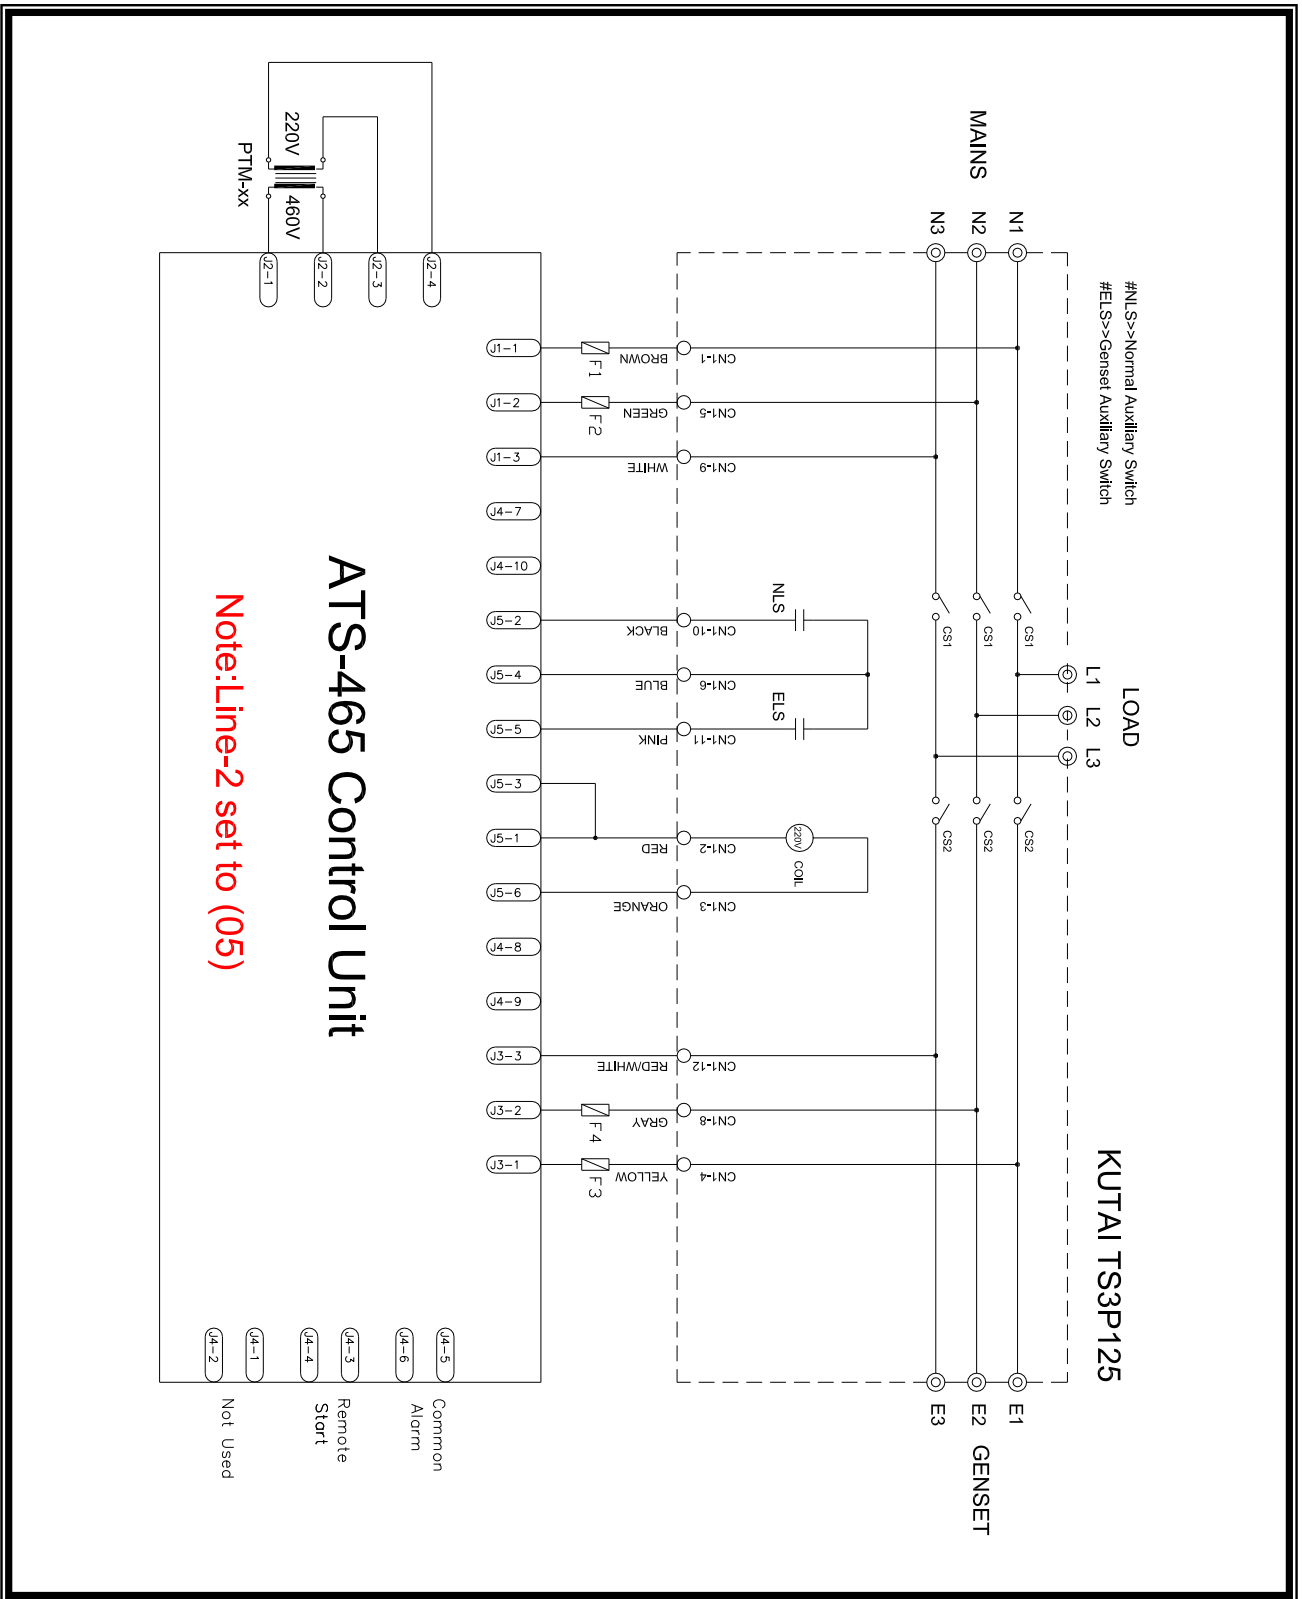 KUTAI TS3P125
#NLS>>Normal Auxiliary Switch
#ELS>>Genset Auxiliary Switch
LOAD
L1
L2
L3
MAINS
N1
N2
N3
CS1
CS1
CS1
CS2
CS2
CS2
E1
E2
E3
GENSET
NLS
ELS
220V
COIL
CN1-1
CN1-5
CN1-9
CN1-10
CN1-6
CN1-11
CN1-2
CN1-3
CN1-12
CN1-8
CN1-4
BROWN
GREEN
WHITE
BLACK
BLUE
PINK
RED
ORANGE
RED/WHITE
GRAY
YELLOW
F1
F2
F4
F3
J1-1
J1-2
J1-3
J4-7
J4-10
J5-2
J5-4
J5-5
J5-3
J5-1
J5-6
J4-8
J4-9
J3-3
J3-2
J3-1
J2-4
J2-3
J2-2
J2-1
220V
460V
PTM-xx
ATS-465 Control Unit
Note:Line-2 set to (05)
J4-5
J4-6
Common
Alarm
J4-3
J4-4
Remote
Start
J4-1
J4-2
Not Used